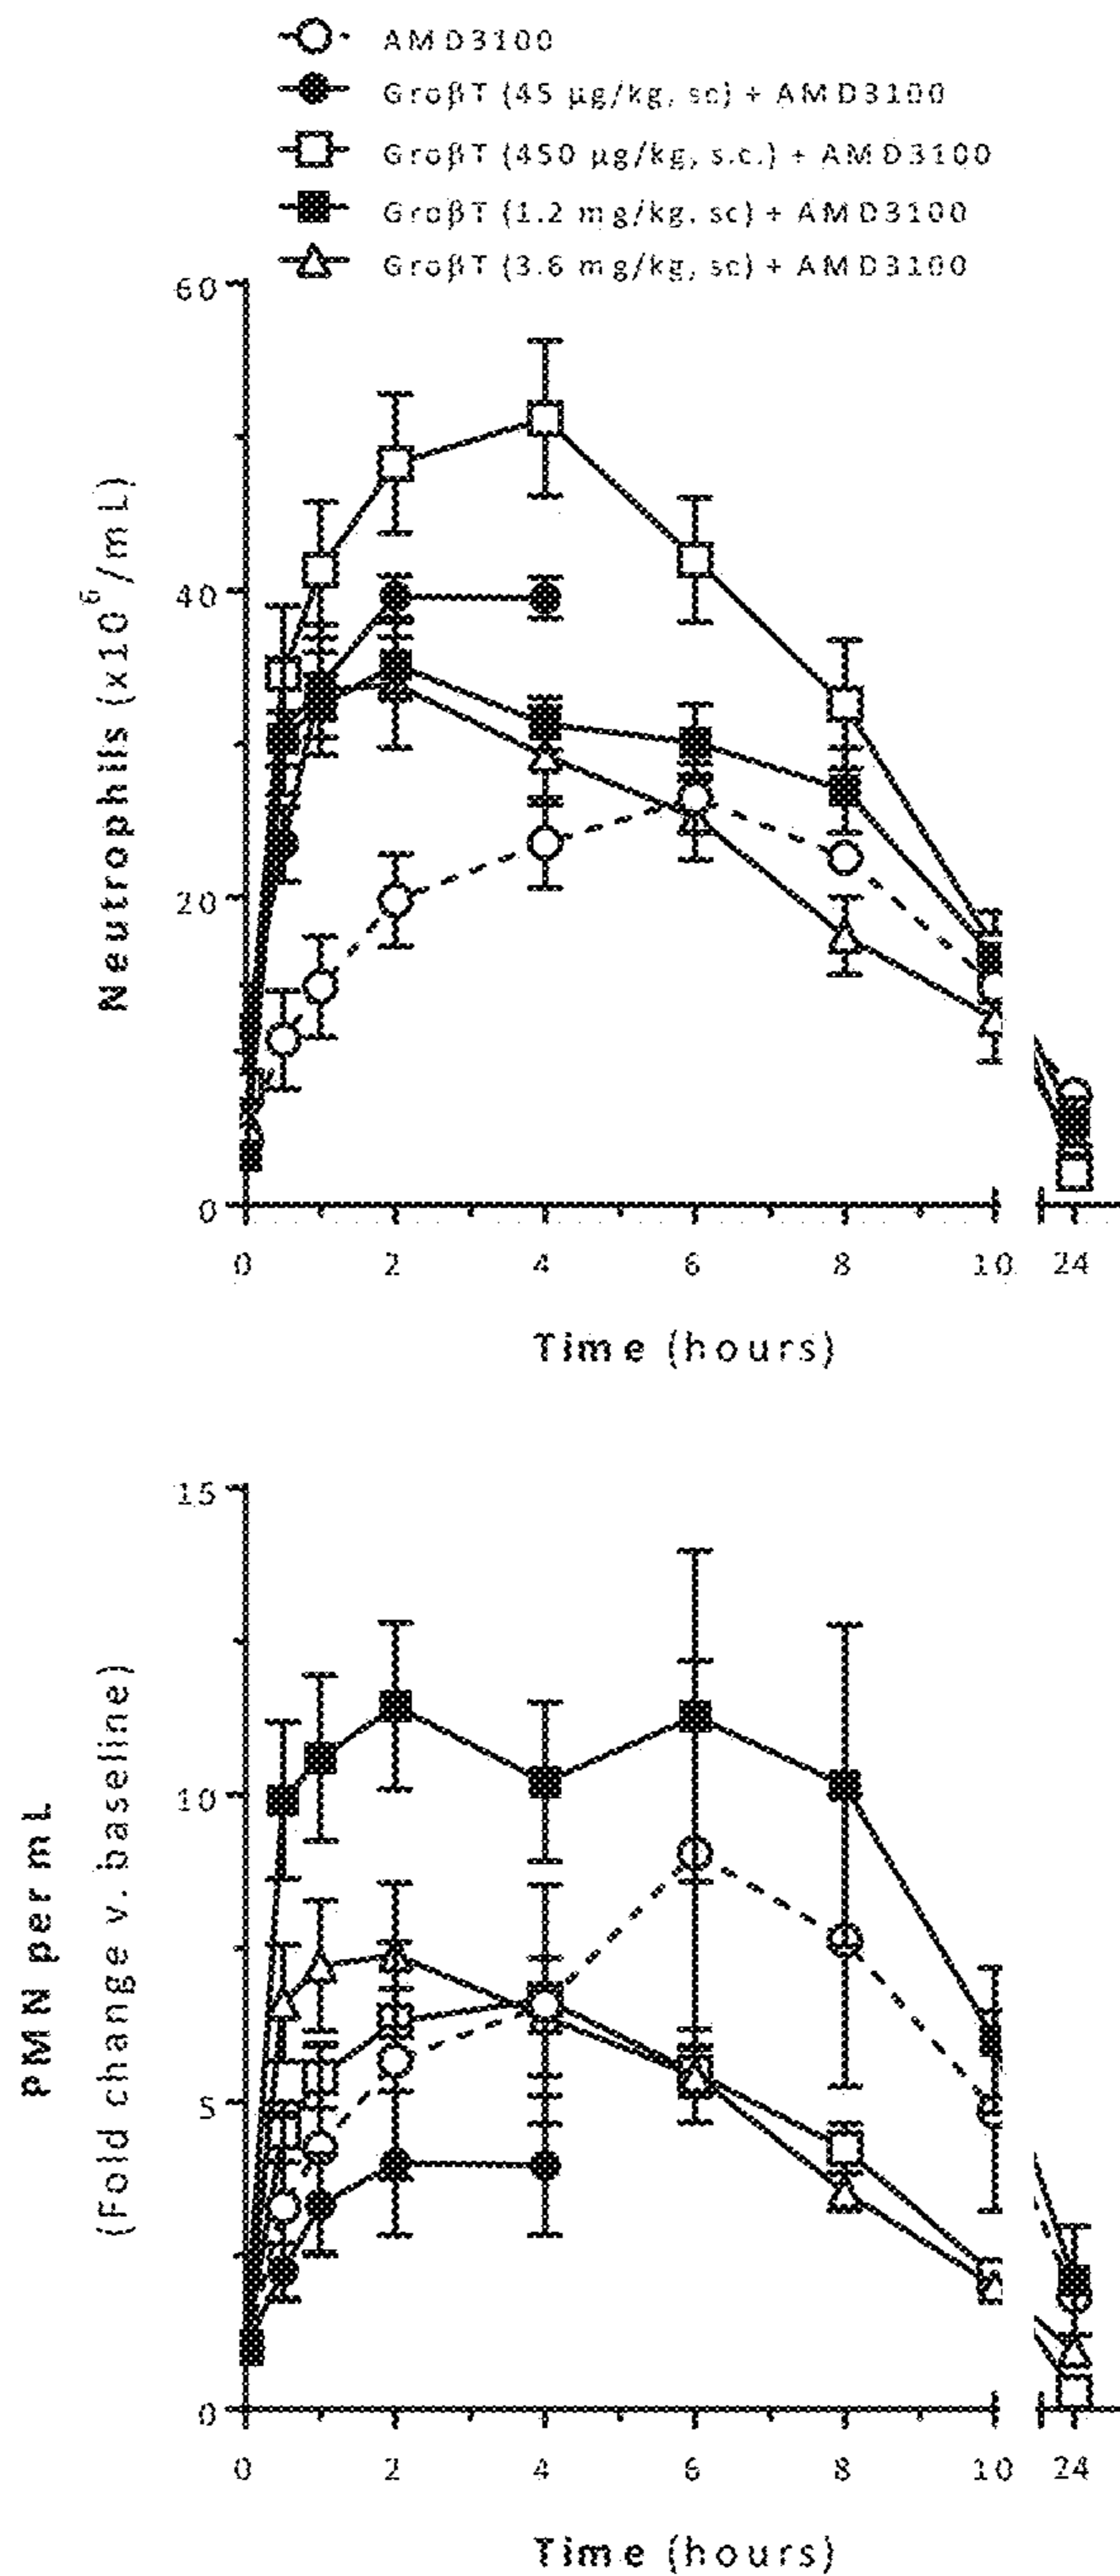 AMD3100
GroβT (45 µg/kg, sc) + AMD3100
GroβT (450 µg/kg, s.c.) + AMD3100
GroβT (1.2 mg/kg, sc) + AMD3100
GroβT (3.6 mg/kg, sc) + AMD3100
Neutrophils (x10⁶/mL)
60
40
20
0
0 2 4 6 8 10 24
Time (hours)
PMN per mL
(Fold change v. baseline)
15
10
5
0
0 2 4 6 8 10 24
Time (hours)